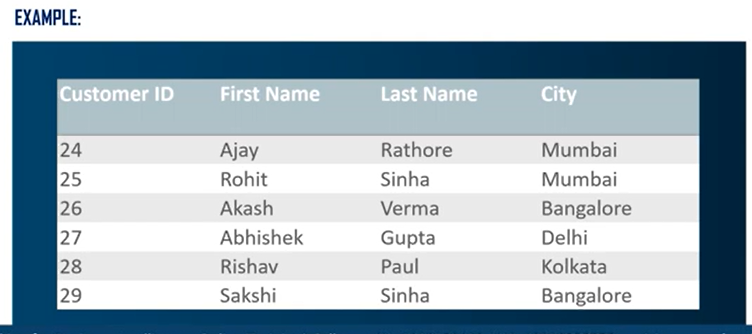 EXAMPLE:
Customer ID First Name Last Name City
24 Ajay Rathore Mumbai
25 Rohit Sinha Mumbai
26 Akash Verma Bangalore
27 Abhishek Gupta Delhi
28 Rishav Paul Kolkata
29 Sakshi Sinha Bangalore